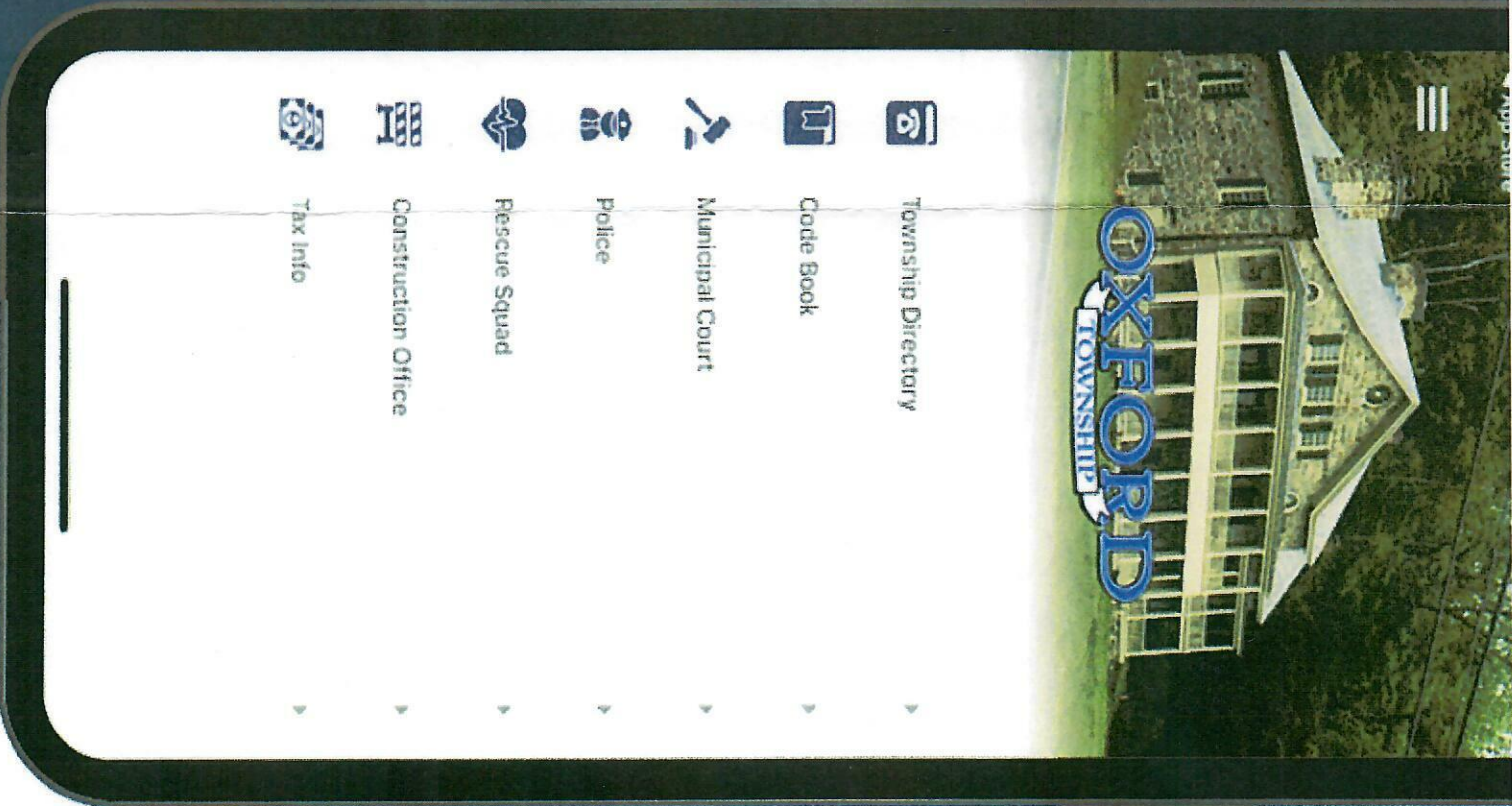 OXFORD
TOWNSHIP
Township Directory
Code Book
Municipal Court
Police
Rescue Squad
Construction Office
Tax Info